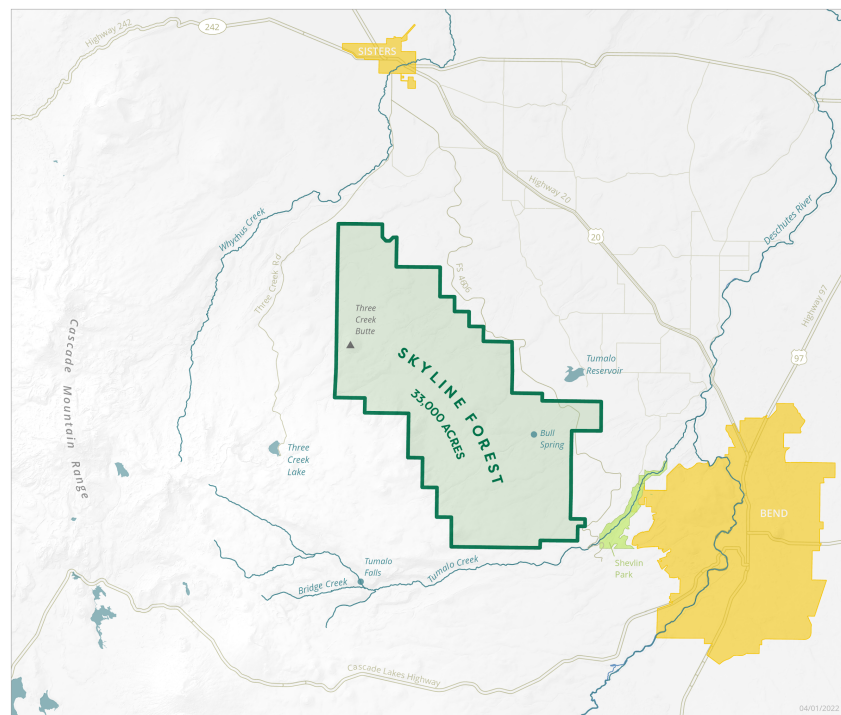 Highway 242
242
SISTERS
Highway 20
20
Deschutes River
Whychus Creek
Three Creek Rd
FS 4606
Highway 97
97
Three
Creek
Butte
Cascade Mountain Range
SKYLINE FOREST
33,000 ACRES
Tumalo
Reservoir
Bull
Spring
Three
Creek
Lake
BEND
Tumalo
Falls
Tumalo Creek
Bridge Creek
Shevlin
Park
Cascade Lakes Highway
04/01/2022